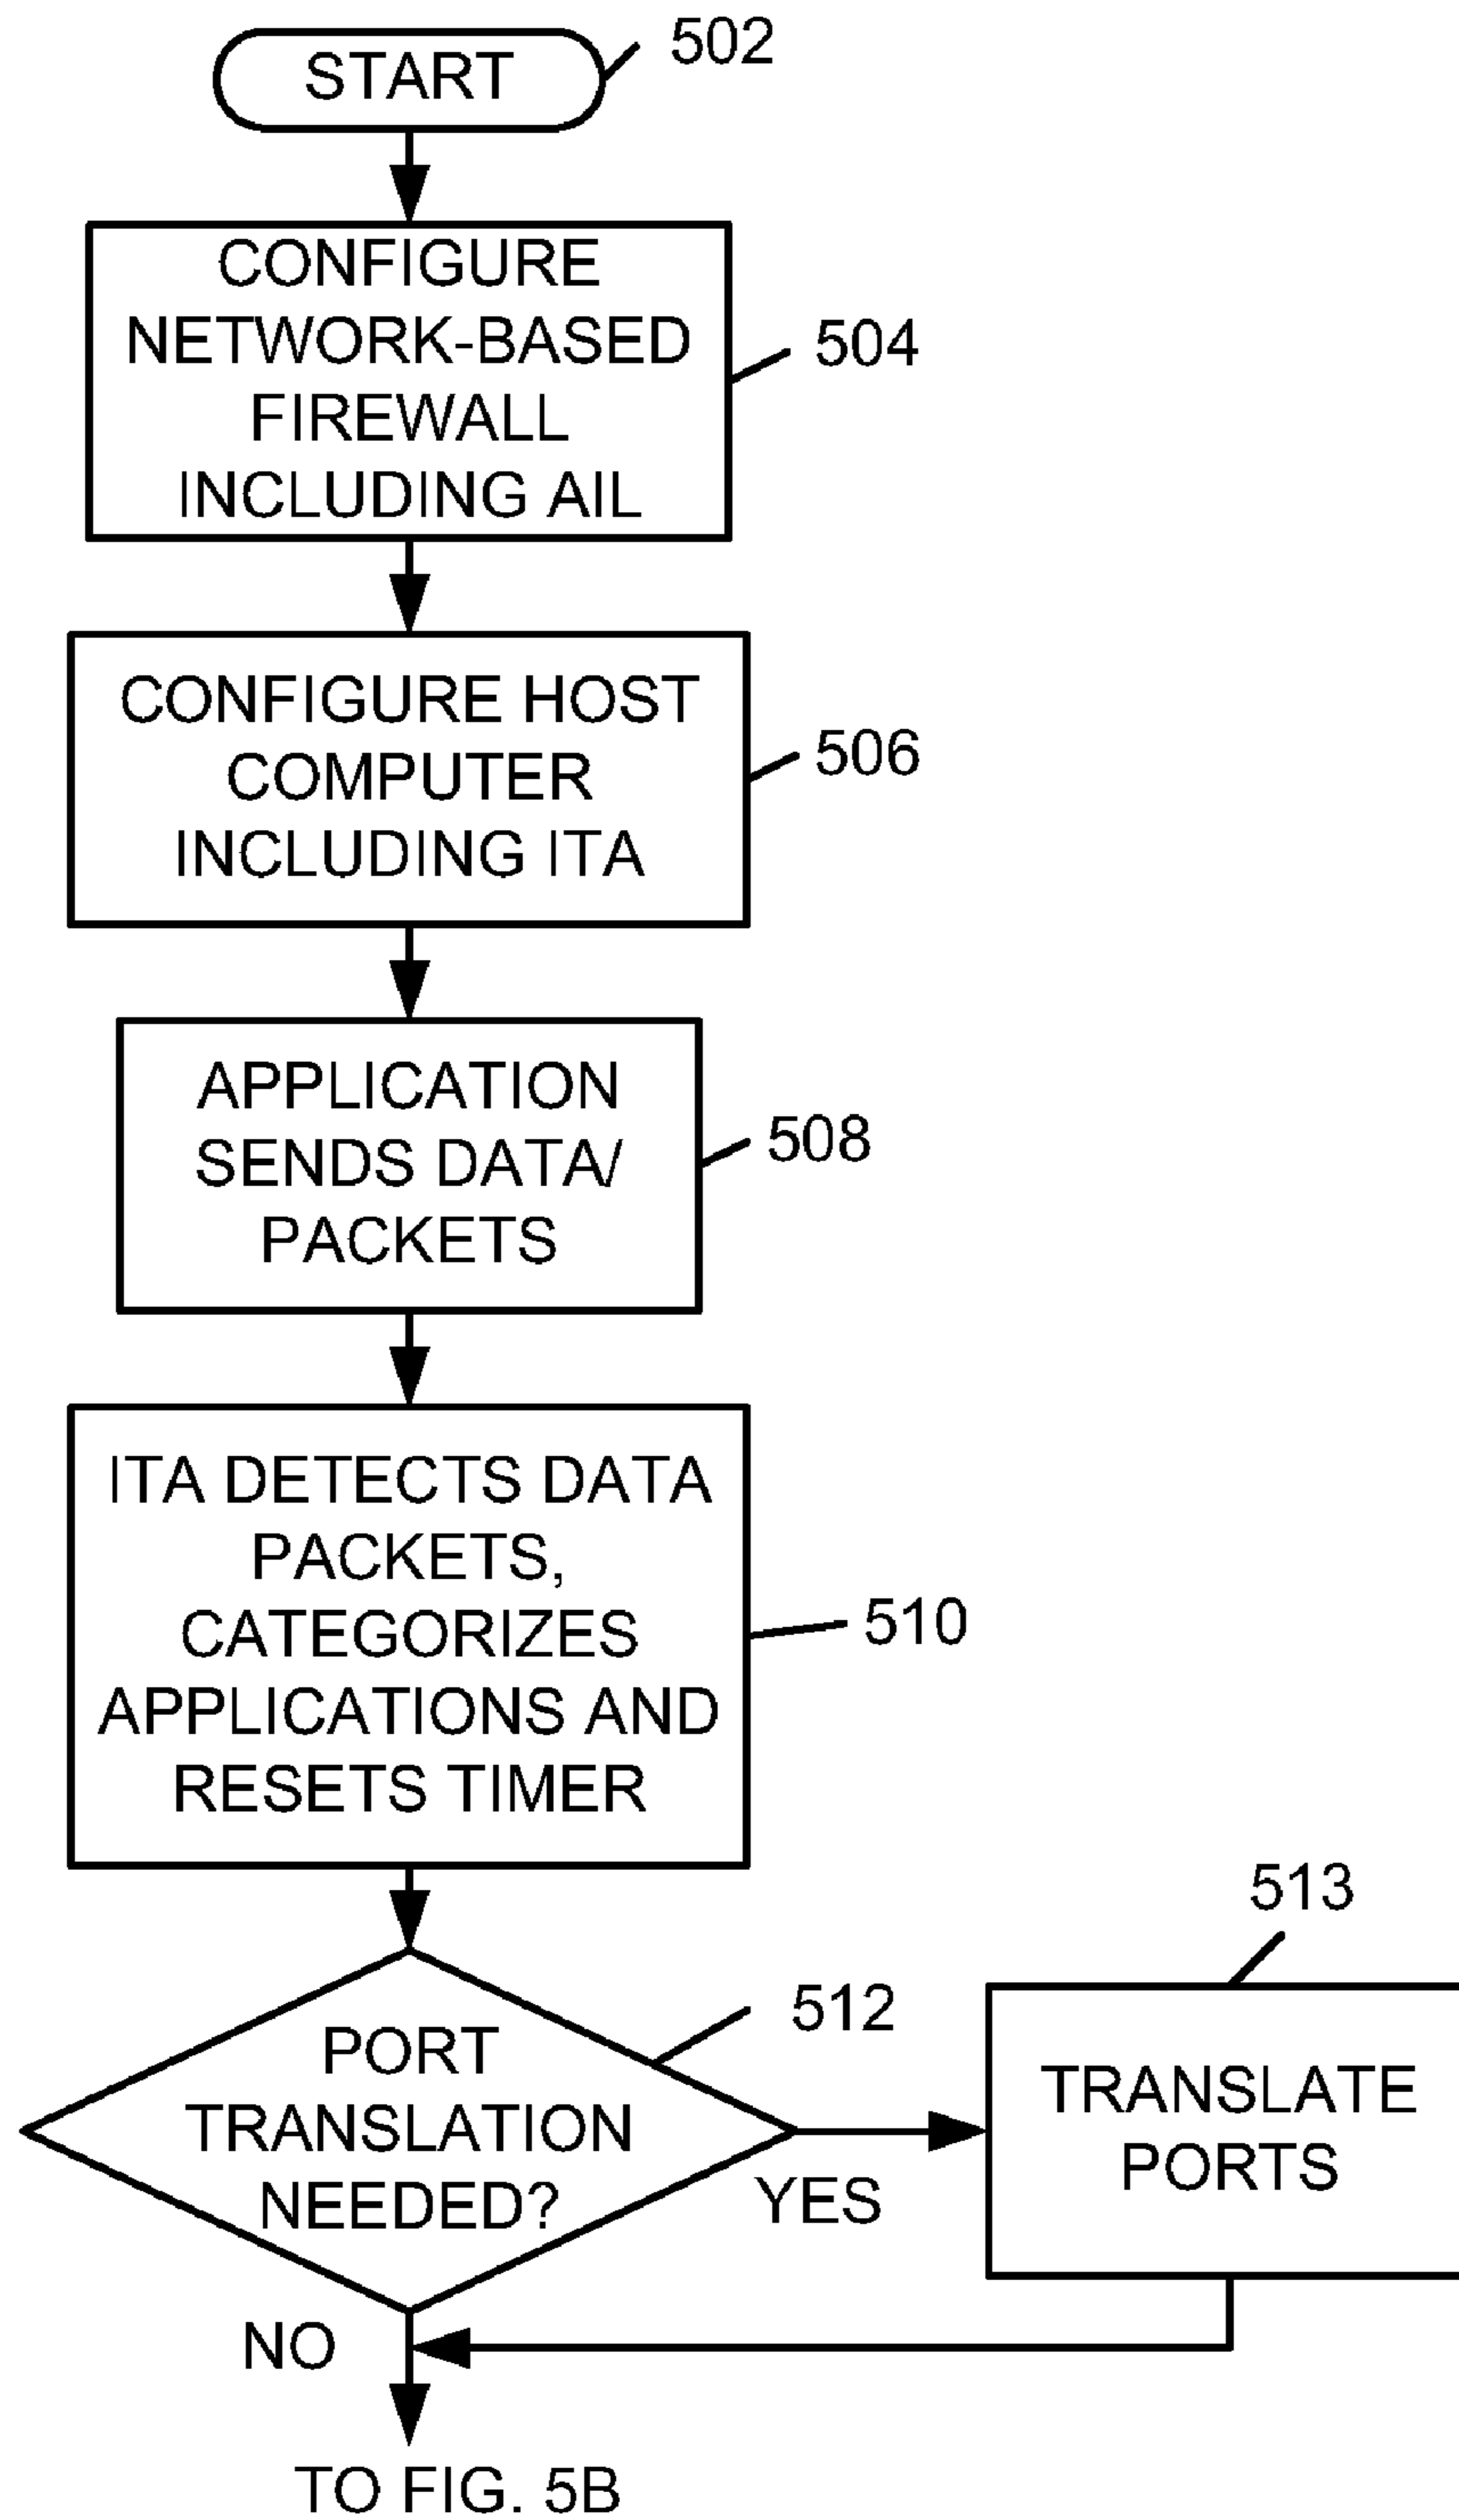 START
502
CONFIGURE
NETWORK-BASED
FIREWALL
INCLUDING AIL
504
CONFIGURE HOST
COMPUTER
INCLUDING ITA
506
APPLICATION
SENDS DATA/
PACKETS
508
ITA DETECTS DATA
PACKETS,
CATEGORIZES
APPLICATIONS AND
RESETS TIMER
510
PORT
TRANSLATION
NEEDED?
512
YES
513
TRANSLATE
PORTS
NO
TO FIG. 5B